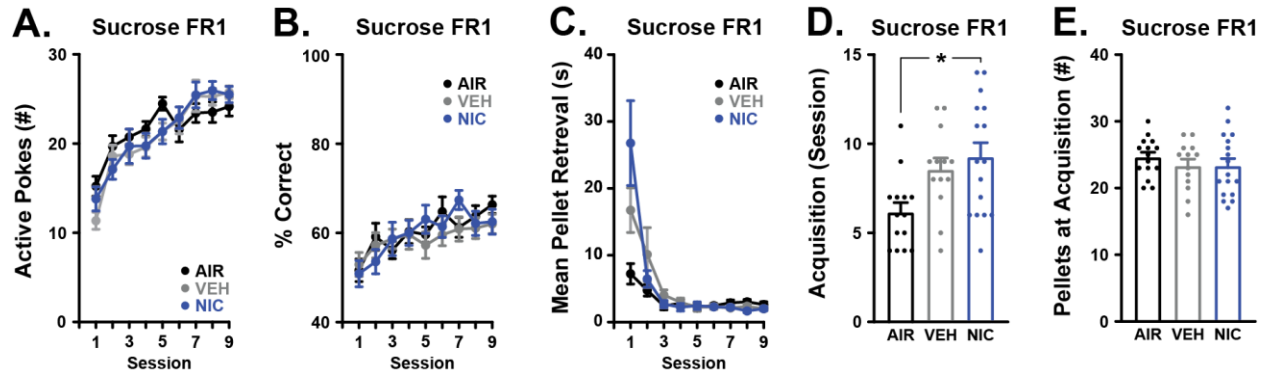 A.
Sucrose FR1
Active Pokes (#)
30
20
10
0
1 3 5 7 9
Session
AIR
VEH
NIC
B.
Sucrose FR1
% Correct
100
80
60
40
1 3 5 7 9
Session
AIR
VEH
NIC
C.
Sucrose FR1
Mean Pellet Retreval (s)
40
30
20
10
0
1 3 5 7 9
Session
AIR
VEH
NIC
D.
Sucrose FR1
Acquisition (Session)
15
10
5
0
*
AIR VEH NIC
E.
Sucrose FR1
Pellets at Acquisition (#)
40
30
20
10
0
AIR VEH NIC